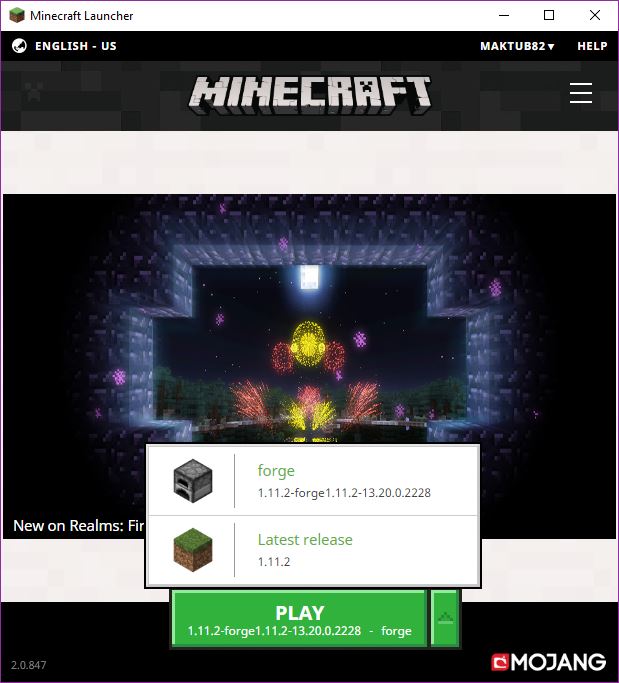 Minecraft Launcher
ENGLISH - US
MAKTUB82▼
HELP
MINECRAFT
New on Realms: Fir
forge
1.11.2-forge1.11.2-13.20.0.2228
Latest release
1.11.2
PLAY
1.11.2-forge1.11.2-13.20.0.2228 - forge
2.0.847
MOJANG